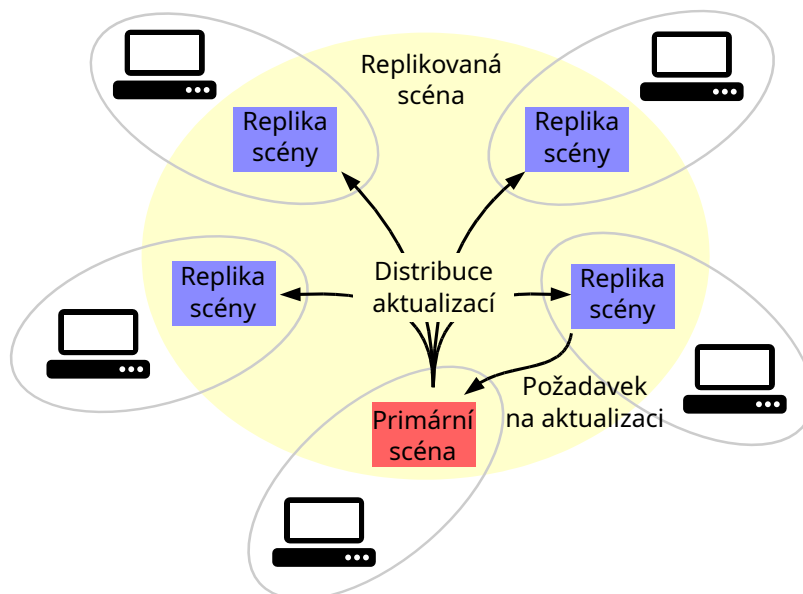 Replikovaná
scéna
Replika
scény
Replika
scény
Replika
scény
Distribuce
aktualizací
Replika
scény
Požadavek
na aktualizaci
Primární
scéna